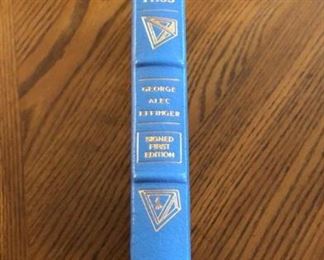 GEORGE
ALEC
EFFINGER
SIGNED
FIRST
EDITION